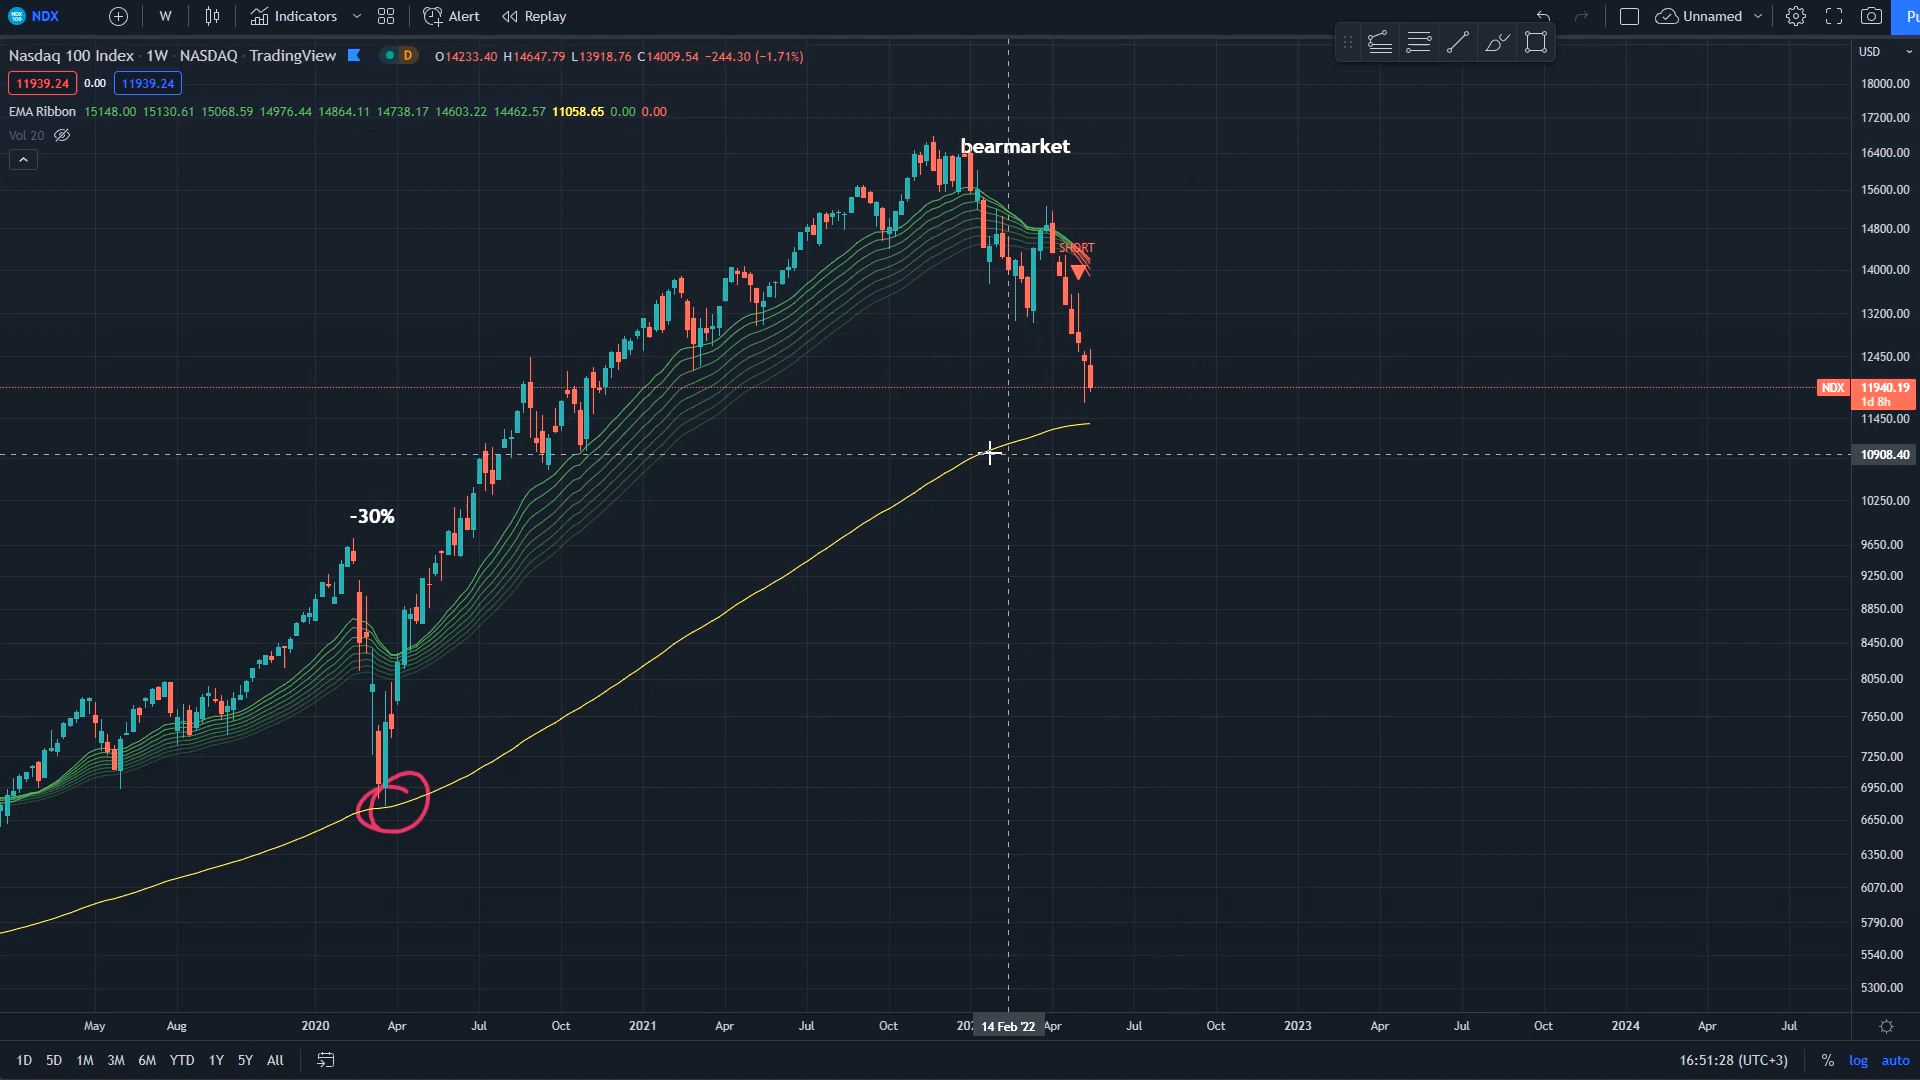 NDX W Indicators Alert Replay Unnamed Pu
Nasdaq 100 Index · 1W · NASDAQ · TradingView D O14233.40 H14647.79 L13918.76 C14009.54 −244.30 (−1.71%) USD
11939.24 0.00 11939.24
EMA Ribbon 15148.00 15130.61 15068.59 14976.44 14864.11 14738.17 14603.22 14462.57 11058.65 0.00 0.00
Vol 20
bearmarket
SHORT
-30%
18000.00
17200.00
16400.00
15600.00
14800.00
14000.00
13200.00
12450.00
NDX 11940.19
1d 8h
11450.00
10908.40
10250.00
9650.00
9250.00
8850.00
8450.00
8050.00
7650.00
7250.00
6950.00
6650.00
6350.00
6070.00
5790.00
5540.00
5300.00
May Aug 2020 Apr Jul Oct 2021 Apr Jul Oct 202 14 Feb '22 Apr Jul Oct 2023 Apr Jul Oct 2024 Apr Jul
1D 5D 1M 3M 6M YTD 1Y 5Y All 16:51:28 (UTC+3) % log auto